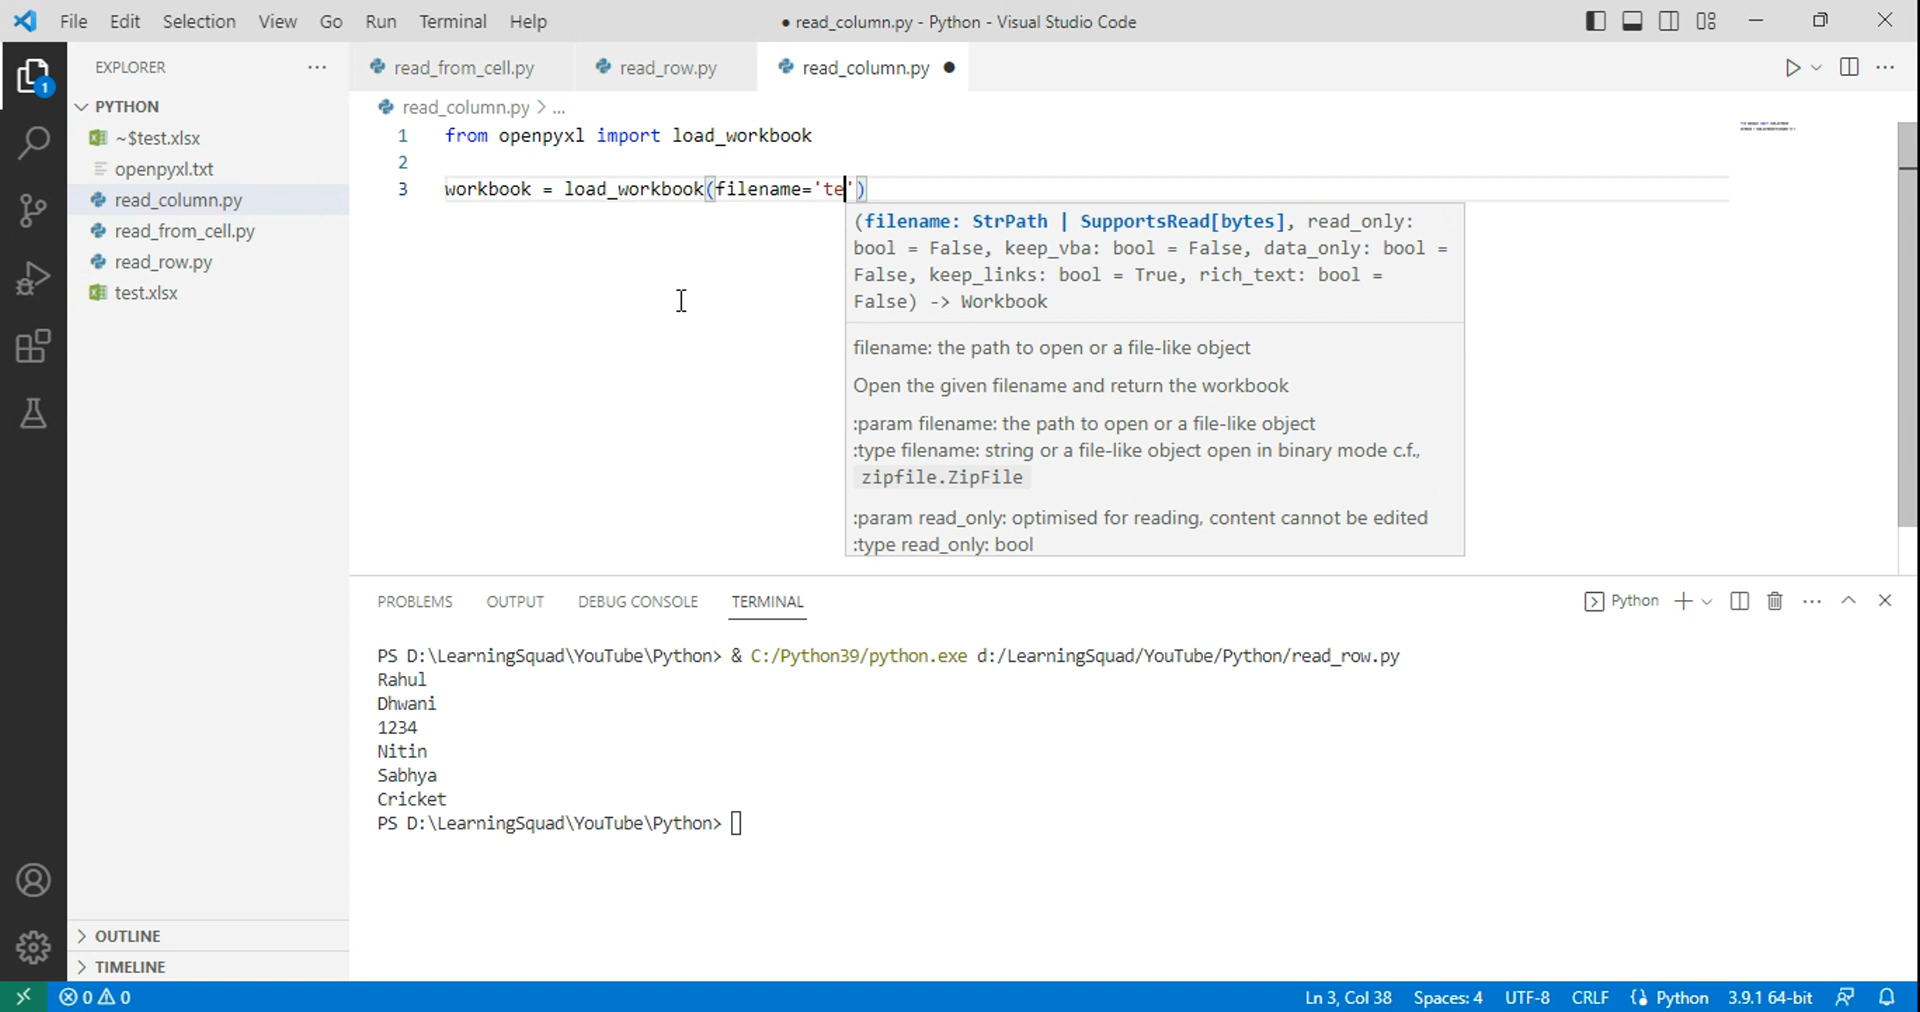 File Edit Selection View Go Run Terminal Help
● read_column.py - Python - Visual Studio Code
1
EXPLORER ...
PYTHON
~$test.xlsx
openpyxl.txt
read_column.py
read_from_cell.py
read_row.py
test.xlsx
OUTLINE
TIMELINE
read_from_cell.py read_row.py read_column.py ●
read_column.py > ...
1 from openpyxl import load_workbook
2
3 workbook = load_workbook(filename='te')
(filename: StrPath | SupportsRead[bytes], read_only:
bool = False, keep_vba: bool = False, data_only: bool =
False, keep_links: bool = True, rich_text: bool =
False) -> Workbook
filename: the path to open or a file-like object
Open the given filename and return the workbook
:param filename: the path to open or a file-like object
:type filename: string or a file-like object open in binary mode c.f.,
zipfile.ZipFile
:param read_only: optimised for reading, content cannot be edited
:type read_only: bool
PROBLEMS OUTPUT DEBUG CONSOLE TERMINAL
Python
PS D:\LearningSquad\YouTube\Python> & C:/Python39/python.exe d:/LearningSquad/YouTube/Python/read_row.py
Rahul
Dhwani
1234
Nitin
Sabhya
Cricket
PS D:\LearningSquad\YouTube\Python>
0 0
Ln 3, Col 38 Spaces: 4 UTF-8 CRLF Python 3.9.1 64-bit